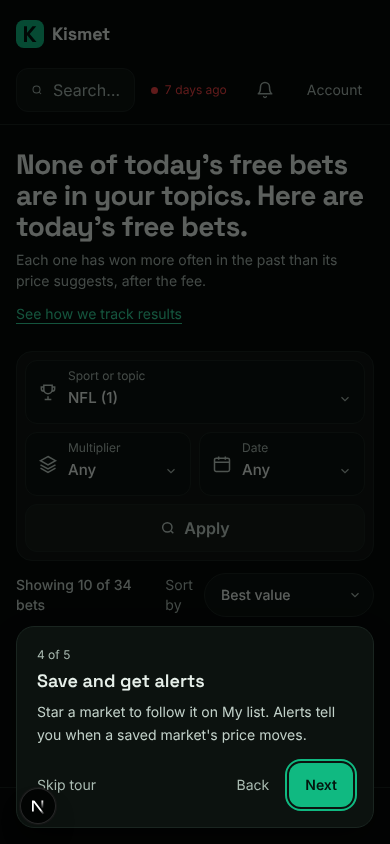 Kismet
Search...
7 days ago
Account
None of today's free bets
are in your topics. Here are
today's free bets.
Each one has won more often in the past than its
price suggests, after the fee.
See how we track results
Sport or topic
NFL (1)
Multiplier
Any
Date
Any
Apply
Showing 10 of 34
bets
Sort
by
Best value
4 of 5
Save and get alerts
Star a market to follow it on My list. Alerts tell
you when a saved market's price moves.
Skip tour
Back
Next